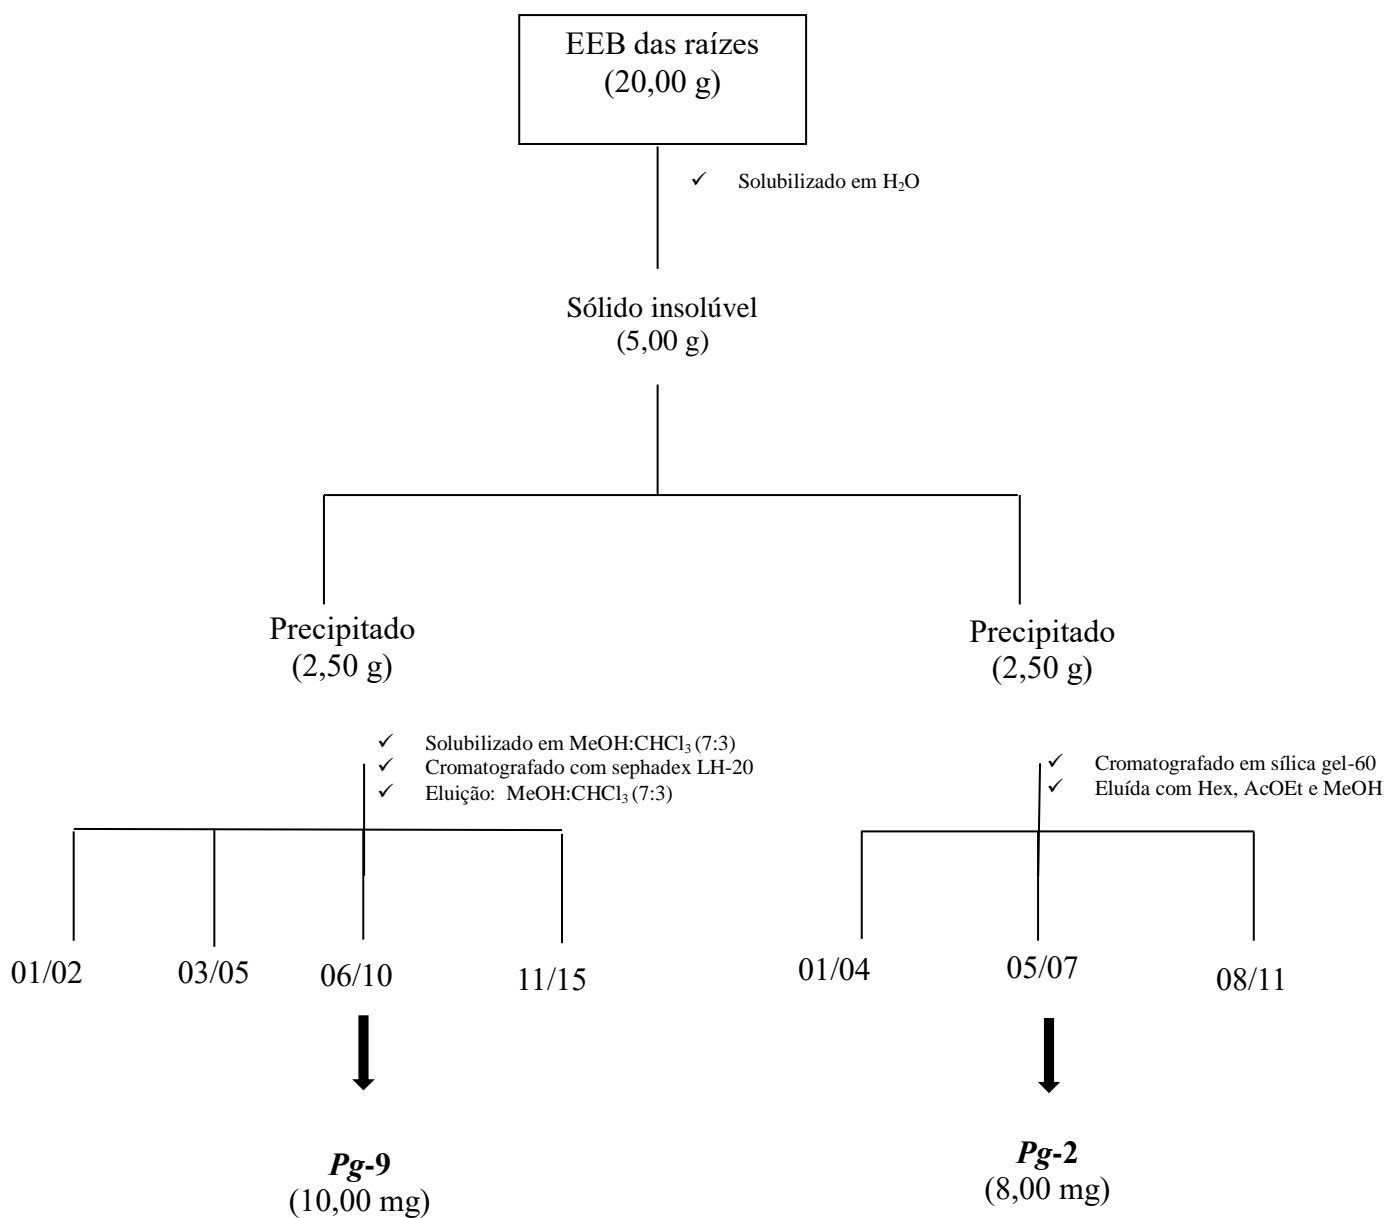 EEB das raízes
(20,00 g)
✓ Solubilizado em H₂O
Sólido insolúvel
(5,00 g)
Precipitado
(2,50 g)
Precipitado
(2,50 g)
✓ Solubilizado em MeOH:CHCl₃ (7:3)
✓ Cromatografado com sephadex LH-20
✓ Eluição: MeOH:CHCl₃ (7:3)
✓ Cromatografado em sílica gel-60
✓ Eluída com Hex, AcOEt e MeOH
01/02
03/05
06/10
11/15
01/04
05/07
08/11
Pg-9
(10,00 mg)
Pg-2
(8,00 mg)